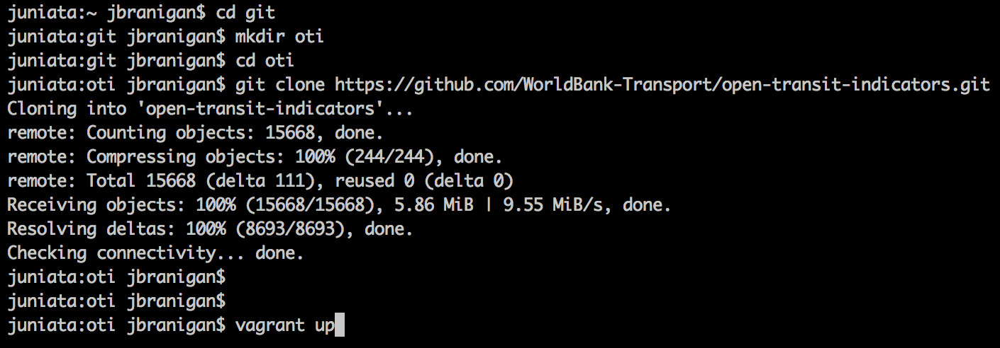 juniata:~ jbranigan$ cd git
juniata:git jbranigan$ mkdir oti
juniata:git jbranigan$ cd oti
juniata:oti jbranigan$ git clone https://github.com/WorldBank-Transport/open-transit-indicators.git
Cloning into 'open-transit-indicators'...
remote: Counting objects: 15668, done.
remote: Compressing objects: 100% (244/244), done.
remote: Total 15668 (delta 111), reused 0 (delta 0)
Receiving objects: 100% (15668/15668), 5.86 MiB | 9.55 MiB/s, done.
Resolving deltas: 100% (8693/8693), done.
Checking connectivity... done.
juniata:oti jbranigan$
juniata:oti jbranigan$
juniata:oti jbranigan$ vagrant up